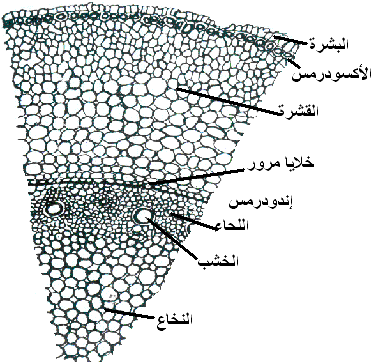 البشرة
الأكسودرمس
القشرة
خلايا مرور
إندودرمس
اللحاء
الخشب
النخاع